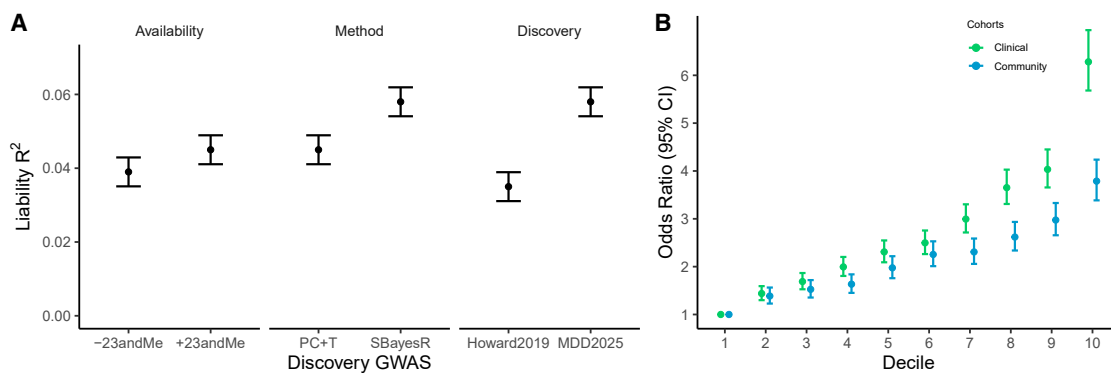 A
Availability
Method
Discovery
Liability R²
0.06
0.04
0.02
0.00
−23andMe
+23andMe
PC+T
SBayesR
Howard2019
MDD2025
Discovery GWAS
B
Cohorts
Clinical
Community
Odds Ratio (95% CI)
6
5
4
3
2
1
1 2 3 4 5 6 7 8 9 10
Decile